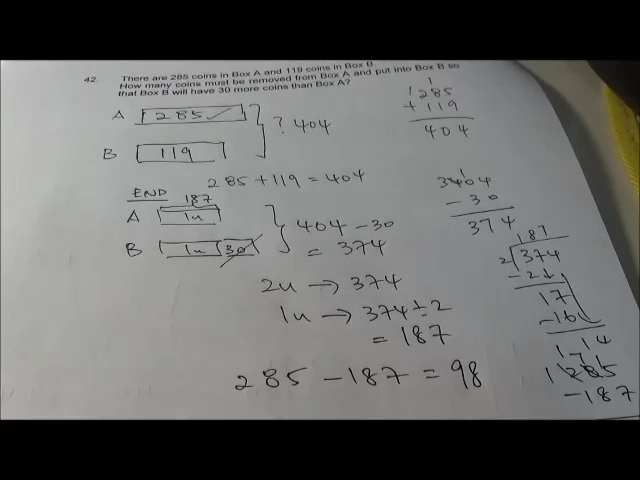 42. There are 285 coins in Box A and 119 coins in Box B.
How many coins must be removed from Box A and put into Box B so
that Box B will have 30 more coins than Box A?
A 285 ✓
? 404
B 119
285 + 119 = 404
1
1285
+ 119
404
END
187
A 1u
B 1u 30
404 - 30
= 374
3404
- 30
374
2u → 374
1u → 374 ÷ 2
= 187
285 - 187 = 98
187
2 374
- 2
17
- 16
14
285
- 187